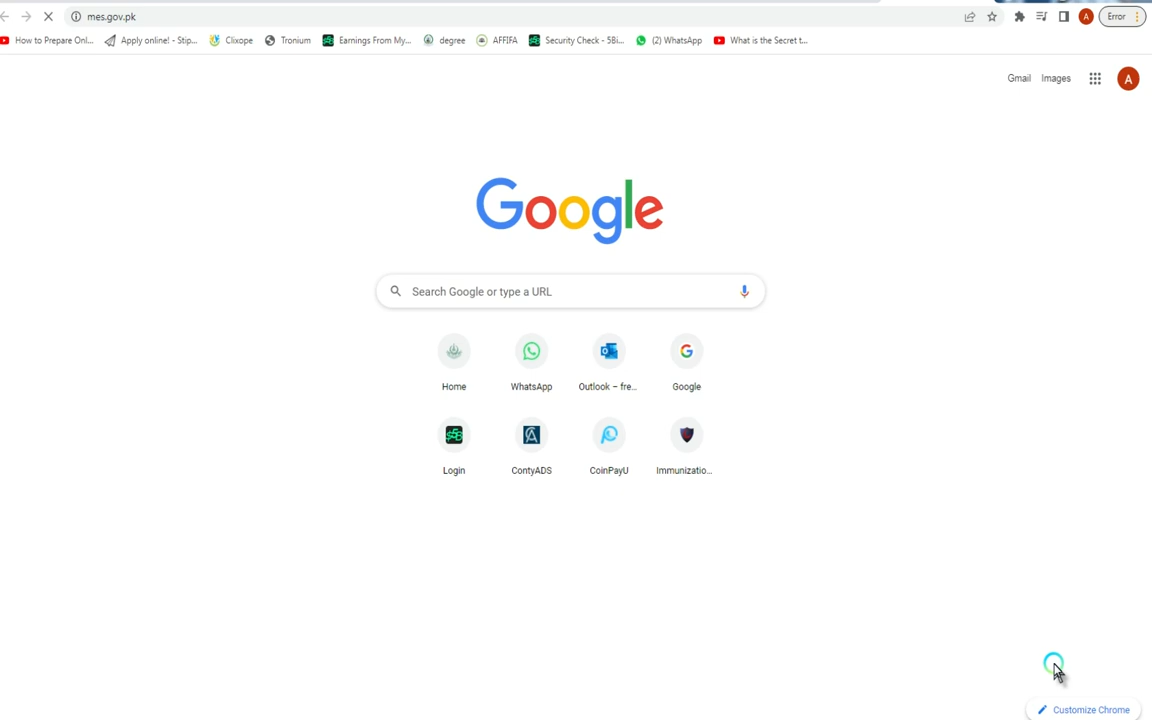 mes.gov.pk
A
Error
How to Prepare Onl...
Apply online! - Stip...
Clixope
Tronium
Earnings From My...
degree
AFFIFA
Security Check - 5Bi...
(2) WhatsApp
What is the Secret t...
Gmail
Images
A
Google
Search Google or type a URL
Home
WhatsApp
Outlook – fre...
Google
Login
ContyADS
CoinPayU
Immunizatio...
Customize Chrome